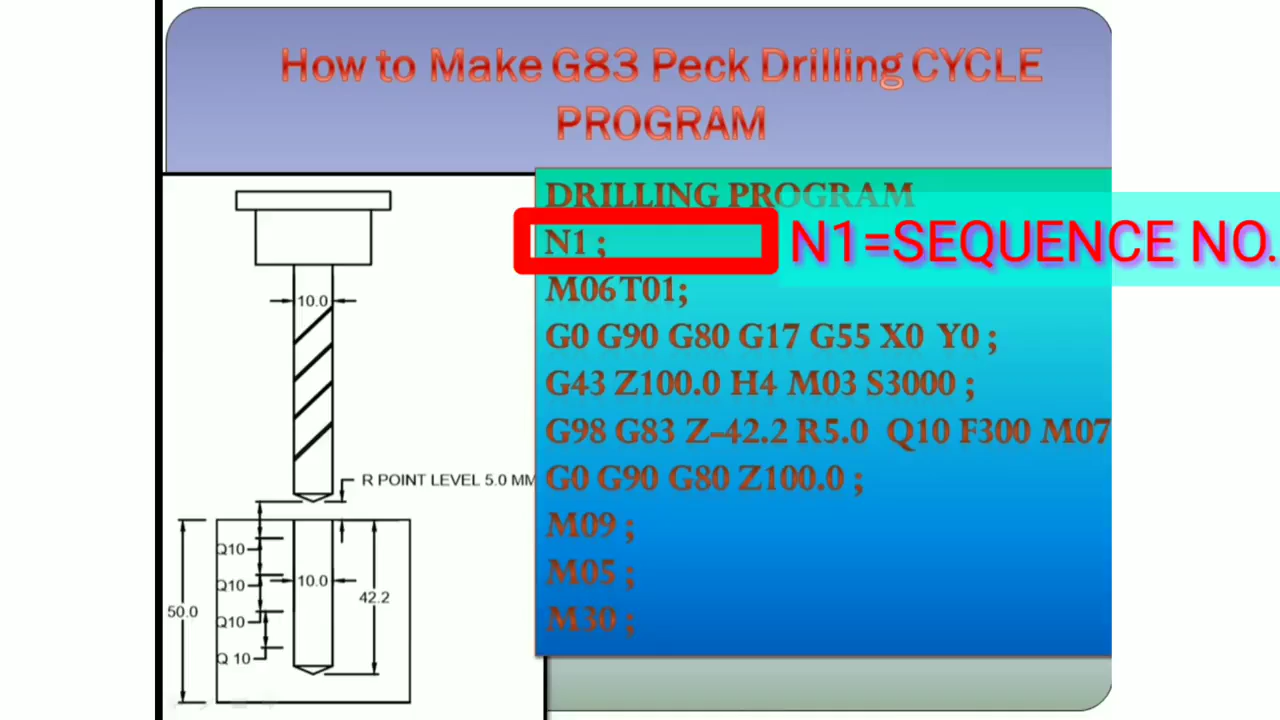 How to Make G83 Peck Drilling CYCLE
PROGRAM
DRILLING PROGRAM
N1 ;
N1=SEQUENCE NO.
M06 T01;
G0 G90 G80 G17 G55 X0 Y0 ;
G43 Z100.0 H4 M03 S3000 ;
G98 G83 Z-42.2 R5.0 Q10 F300 M07
G0 G90 G80 Z100.0 ;
M09 ;
M05 ;
M30 ;
10.0
R POINT LEVEL 5.0 MM
Q10
Q10
10.0
42.2
50.0
Q10
Q 10